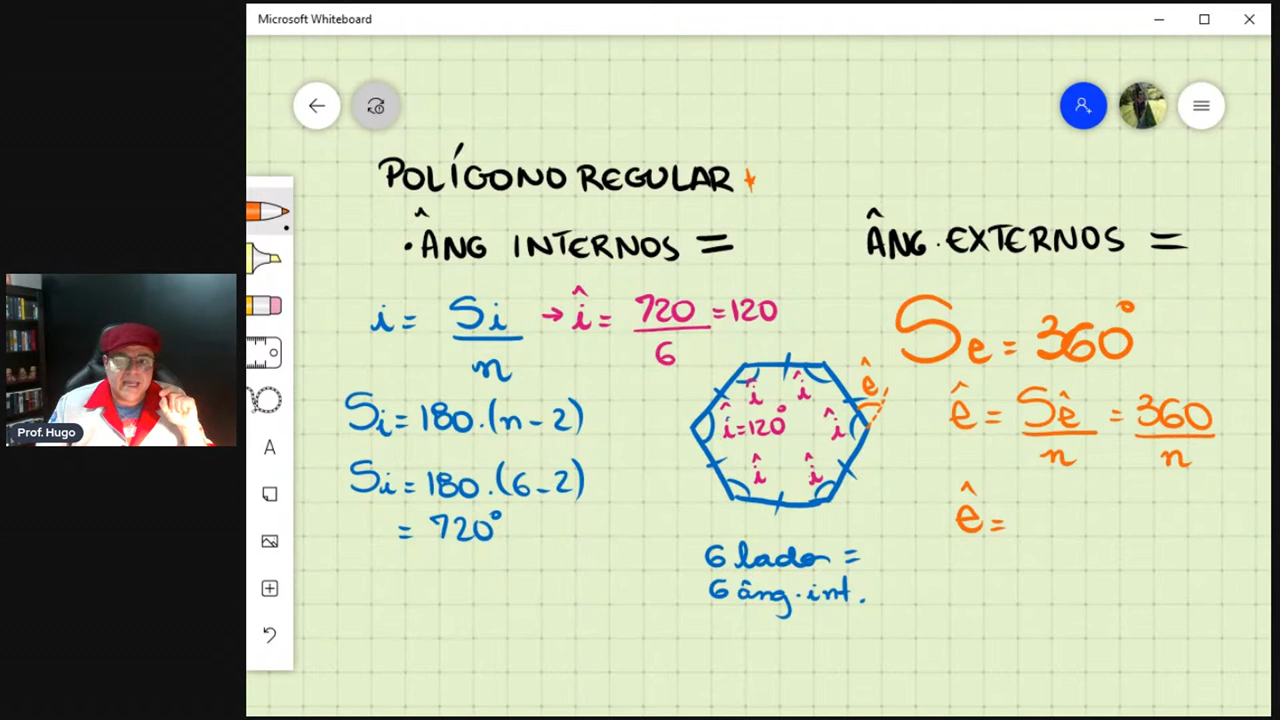 Microsoft Whiteboard
POLÍGONO REGULAR
• ÂNG INTERNOS =
i = Si / n → î = 720 / 6 = 120
Si = 180.(n-2)
Si = 180.(6-2)
= 720°
î
î
î=120°
î
î
î
ê
6 lados =
6 âng.int.
ÂNG.EXTERNOS =
Se = 360°
ê = Sê / n = 360 / n
ê =
A
Prof. Hugo